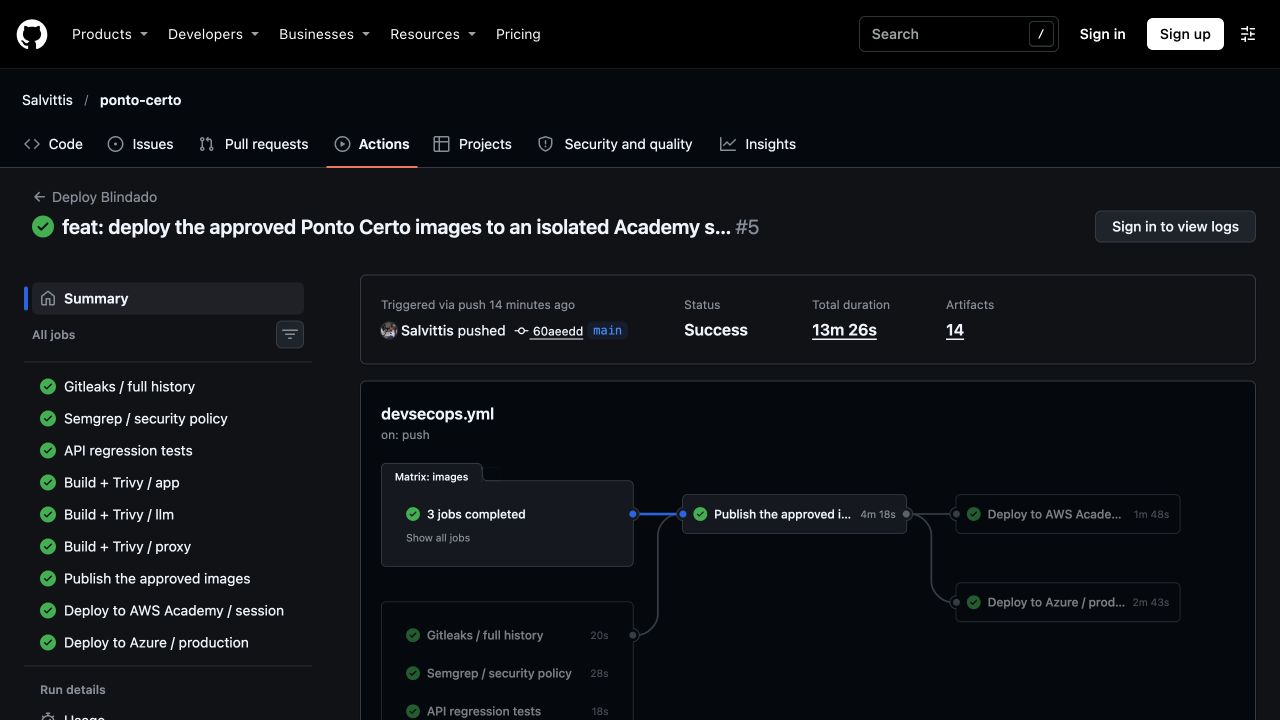 Products Developers Businesses Resources Pricing Search / Sign in Sign up
Salvittis / ponto-certo
Code Issues Pull requests Actions Projects Security and quality Insights
Deploy Blindado
feat: deploy the approved Ponto Certo images to an isolated Academy s... #5
Sign in to view logs
Summary
All jobs
Gitleaks / full history
Semgrep / security policy
API regression tests
Build + Trivy / app
Build + Trivy / llm
Build + Trivy / proxy
Publish the approved images
Deploy to AWS Academy / session
Deploy to Azure / production
Run details
Usage
Triggered via push 14 minutes ago
Salvittis pushed 60aeedd main
Status
Success
Total duration
13m 26s
Artifacts
14
devsecops.yml
on: push
Matrix: images
3 jobs completed
Show all jobs
Gitleaks / full history 20s
Semgrep / security policy 28s
API regression tests 18s
Publish the approved i... 4m 18s
Deploy to AWS Acade... 1m 48s
Deploy to Azure / prod... 2m 43s